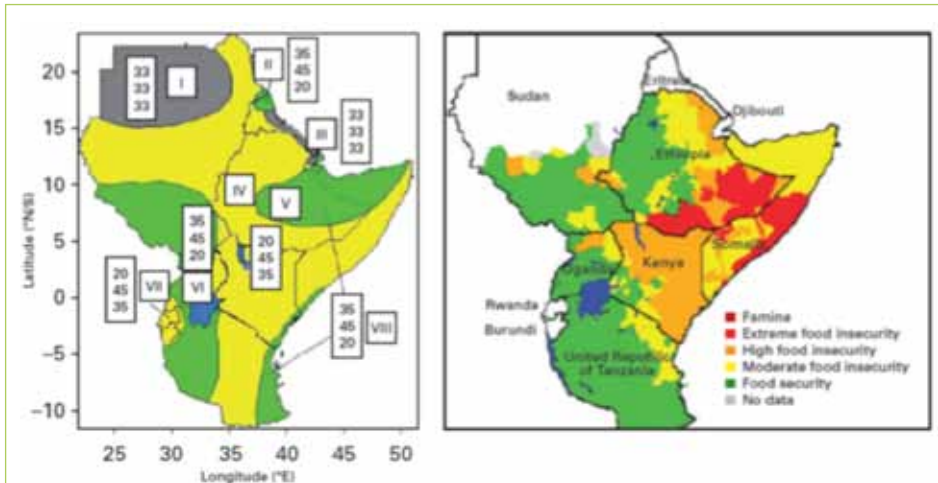 20
15
10
5
0
−5
−10
Latitude (°N/S)
25
30
35
40
45
50
Longitude (°E)
33
33
33
I
II
35
45
20
III
33
33
33
IV
V
35
45
20
VI
20
45
35
20
45
35
VII
35
45
20
VIII
Sudan
Eritrea
Djibouti
Ethiopia
Somalia
Uganda
Kenya
Rwanda
Burundi
United Republic
of Tanzania
Famine
Extreme food insecurity
High food insecurity
Moderate food insecurity
Food security
No data